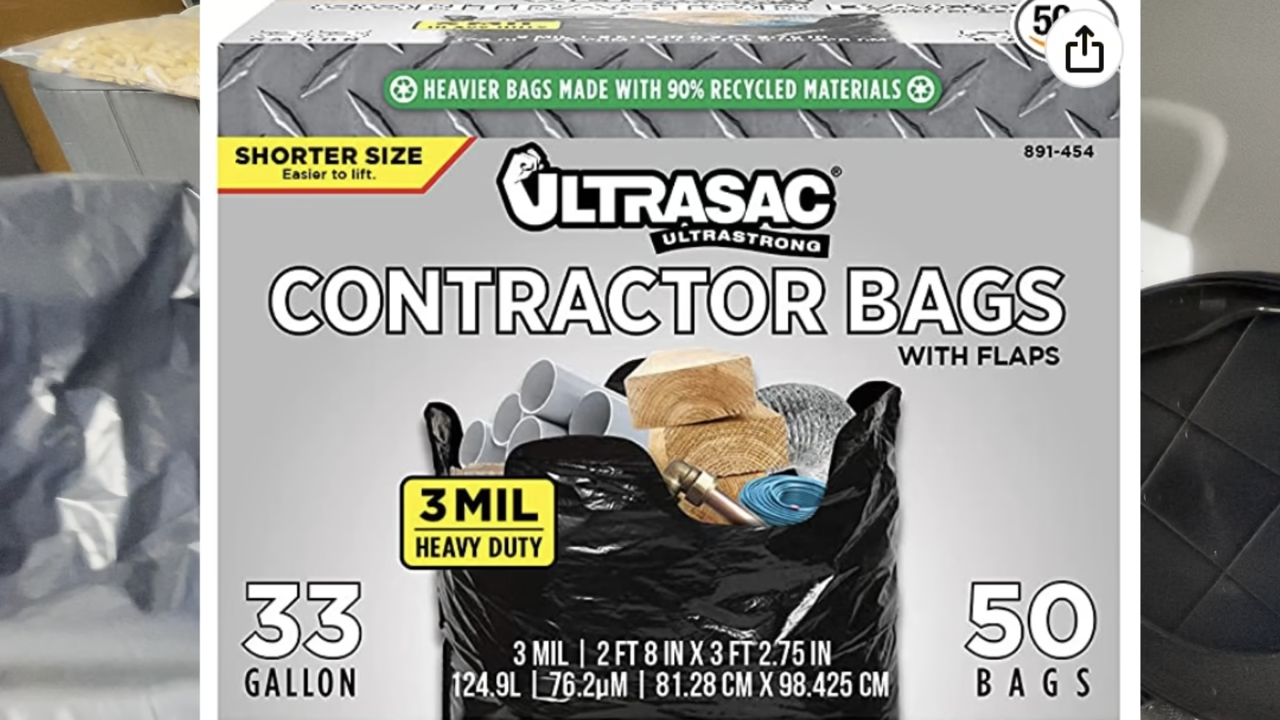 HEAVIER BAGS MADE WITH 90% RECYCLED MATERIALS
SHORTER SIZE
Easier to lift.
891-454
ULTRASAC®
ULTRASTRONG
CONTRACTOR BAGS
WITH FLAPS
3 MIL
HEAVY DUTY
33
GALLON
50
BAGS
3 MIL | 2 FT 8 IN X 3 FT 2.75 IN
124.9L | 76.2µM | 81.28 CM X 98.425 CM